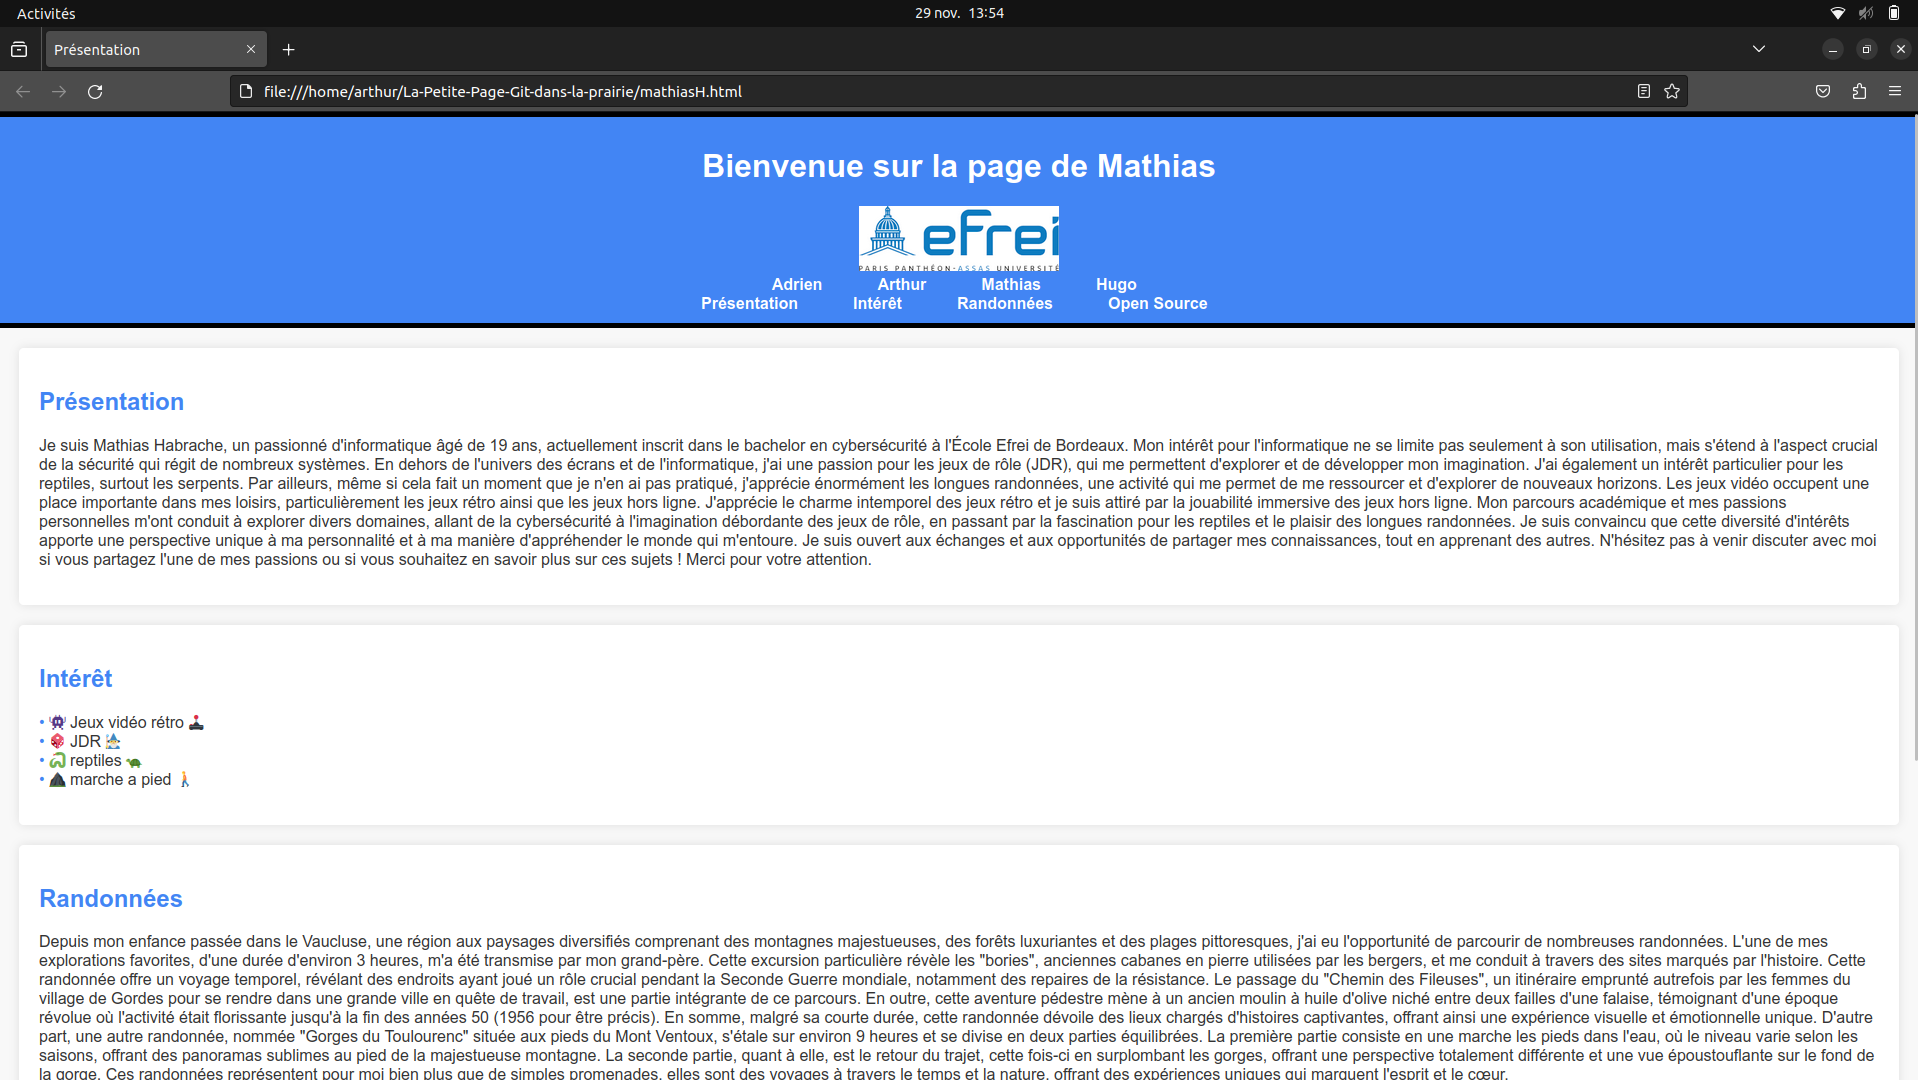 Activités
29 nov.  13:54
Présentation
file:///home/arthur/La-Petite-Page-Git-dans-la-prairie/mathiasH.html
Bienvenue sur la page de Mathias
efrei
PARIS PANTHÉON-ASSAS UNIVERSITÉ
Adrien Arthur Mathias Hugo
Présentation Intérêt Randonnées Open Source
Présentation
Je suis Mathias Habrache, un passionné d'informatique âgé de 19 ans, actuellement inscrit dans le bachelor en cybersécurité à l'École Efrei de Bordeaux. Mon intérêt pour l'informatique ne se limite pas seulement à son utilisation, mais s'étend à l'aspect crucial
de la sécurité qui régit de nombreux systèmes. En dehors de l'univers des écrans et de l'informatique, j'ai une passion pour les jeux de rôle (JDR), qui me permettent d'explorer et de développer mon imagination. J'ai également un intérêt particulier pour les
reptiles, surtout les serpents. Par ailleurs, même si cela fait un moment que je n'en ai pas pratiqué, j'apprécie énormément les longues randonnées, une activité qui me permet de me ressourcer et d'explorer de nouveaux horizons. Les jeux vidéo occupent une
place importante dans mes loisirs, particulièrement les jeux rétro ainsi que les jeux hors ligne. J'apprécie le charme intemporel des jeux rétro et je suis attiré par la jouabilité immersive des jeux hors ligne. Mon parcours académique et mes passions
personnelles m'ont conduit à explorer divers domaines, allant de la cybersécurité à l'imagination débordante des jeux de rôle, en passant par la fascination pour les reptiles et le plaisir des longues randonnées. Je suis convaincu que cette diversité d'intérêts
apporte une perspective unique à ma personnalité et à ma manière d'appréhender le monde qui m'entoure. Je suis ouvert aux échanges et aux opportunités de partager mes connaissances, tout en apprenant des autres. N'hésitez pas à venir discuter avec moi
si vous partagez l'une de mes passions ou si vous souhaitez en savoir plus sur ces sujets ! Merci pour votre attention.
Intérêt
• 👾 Jeux vidéo rétro 🕹️
• 🎲 JDR 🧙
• 🐍 reptiles 🐢
• ⛰️ marche a pied 🚶
Randonnées
Depuis mon enfance passée dans le Vaucluse, une région aux paysages diversifiés comprenant des montagnes majestueuses, des forêts luxuriantes et des plages pittoresques, j'ai eu l'opportunité de parcourir de nombreuses randonnées. L'une de mes
explorations favorites, d'une durée d'environ 3 heures, m'a été transmise par mon grand-père. Cette excursion particulière révèle les "bories", anciennes cabanes en pierre utilisées par les bergers, et me conduit à travers des sites marqués par l'histoire. Cette
randonnée offre un voyage temporel, révélant des endroits ayant joué un rôle crucial pendant la Seconde Guerre mondiale, notamment des repaires de la résistance. Le passage du "Chemin des Fileuses", un itinéraire emprunté autrefois par les femmes du
village de Gordes pour se rendre dans une grande ville en quête de travail, est une partie intégrante de ce parcours. En outre, cette aventure pédestre mène à un ancien moulin à huile d'olive niché entre deux failles d'une falaise, témoignant d'une époque
révolue où l'activité était florissante jusqu'à la fin des années 50 (1956 pour être précis). En somme, malgré sa courte durée, cette randonnée dévoile des lieux chargés d'histoires captivantes, offrant ainsi une expérience visuelle et émotionnelle unique. D'autre
part, une autre randonnée, nommée "Gorges du Toulourenc" située aux pieds du Mont Ventoux, s'étale sur environ 9 heures et se divise en deux parties équilibrées. La première partie consiste en une marche les pieds dans l'eau, où le niveau varie selon les
saisons, offrant des panoramas sublimes au pied de la majestueuse montagne. La seconde partie, quant à elle, est le retour du trajet, cette fois-ci en surplombant les gorges, offrant une perspective totalement différente et une vue époustouflante sur le fond de
la gorge. Ces randonnées représentent pour moi bien plus que de simples promenades, elles sont des voyages à travers le temps et la nature, offrant des expériences uniques qui marquent l'esprit et le cœur.